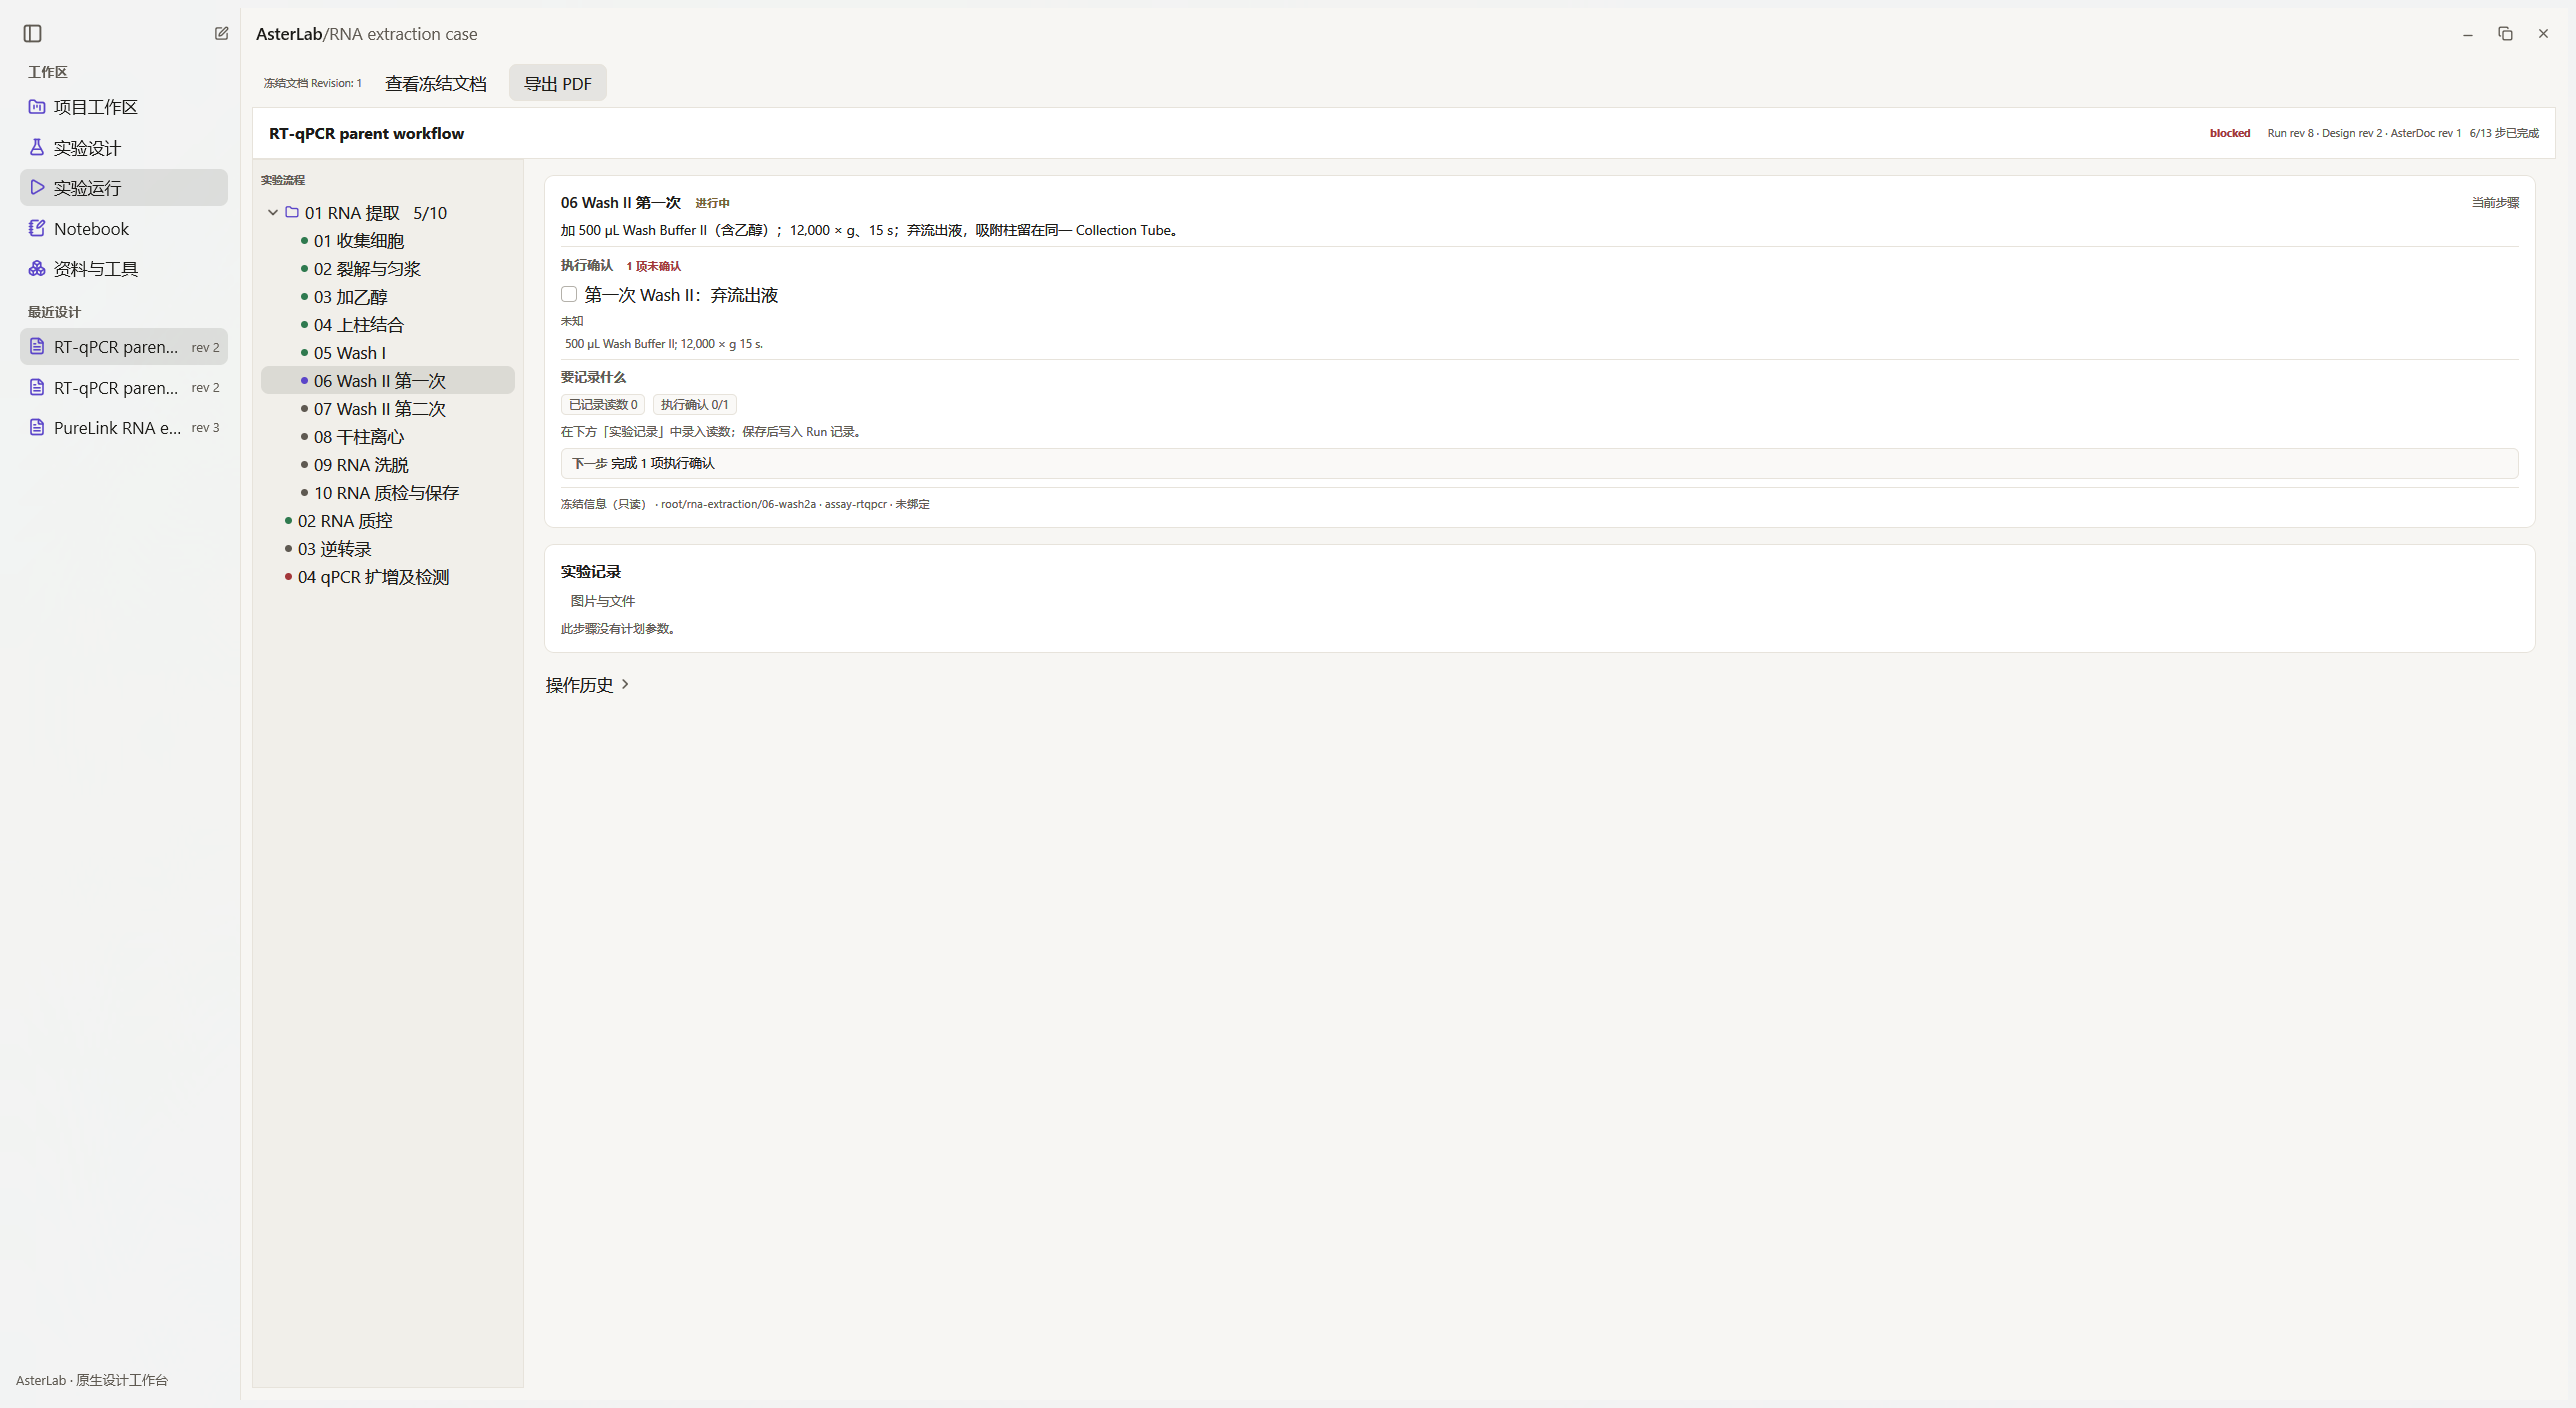 AsterLab/RNA extraction case
工作区
项目工作区
实验设计
实验运行
Notebook
资料与工具
最近设计
RT-qPCR paren... rev 2
RT-qPCR paren... rev 2
PureLink RNA e... rev 3
AsterLab · 原生设计工作台
冻结文档 Revision: 1 查看冻结文档 导出 PDF
RT-qPCR parent workflow
blocked Run rev 8 · Design rev 2 · AsterDoc rev 1 6/13 步已完成
实验流程
01 RNA 提取 5/10
01 收集细胞
02 裂解与匀浆
03 加乙醇
04 上柱结合
05 Wash I
06 Wash II 第一次
07 Wash II 第二次
08 干柱离心
09 RNA 洗脱
10 RNA 质检与保存
02 RNA 质控
03 逆转录
04 qPCR 扩增及检测
06 Wash II 第一次 进行中 当前步骤
加 500 µL Wash Buffer II（含乙醇）；12,000 × g、15 s；弃流出液，吸附柱留在同一 Collection Tube。
执行确认 1 项未确认
第一次 Wash II：弃流出液
未知
500 µL Wash Buffer II; 12,000 × g 15 s.
要记录什么
已记录读数 0 执行确认 0/1
在下方「实验记录」中录入读数；保存后写入 Run 记录。
下一步 完成 1 项执行确认
冻结信息（只读） · root/rna-extraction/06-wash2a · assay-rtqpcr · 未绑定
实验记录
图片与文件
此步骤没有计划参数。
操作历史